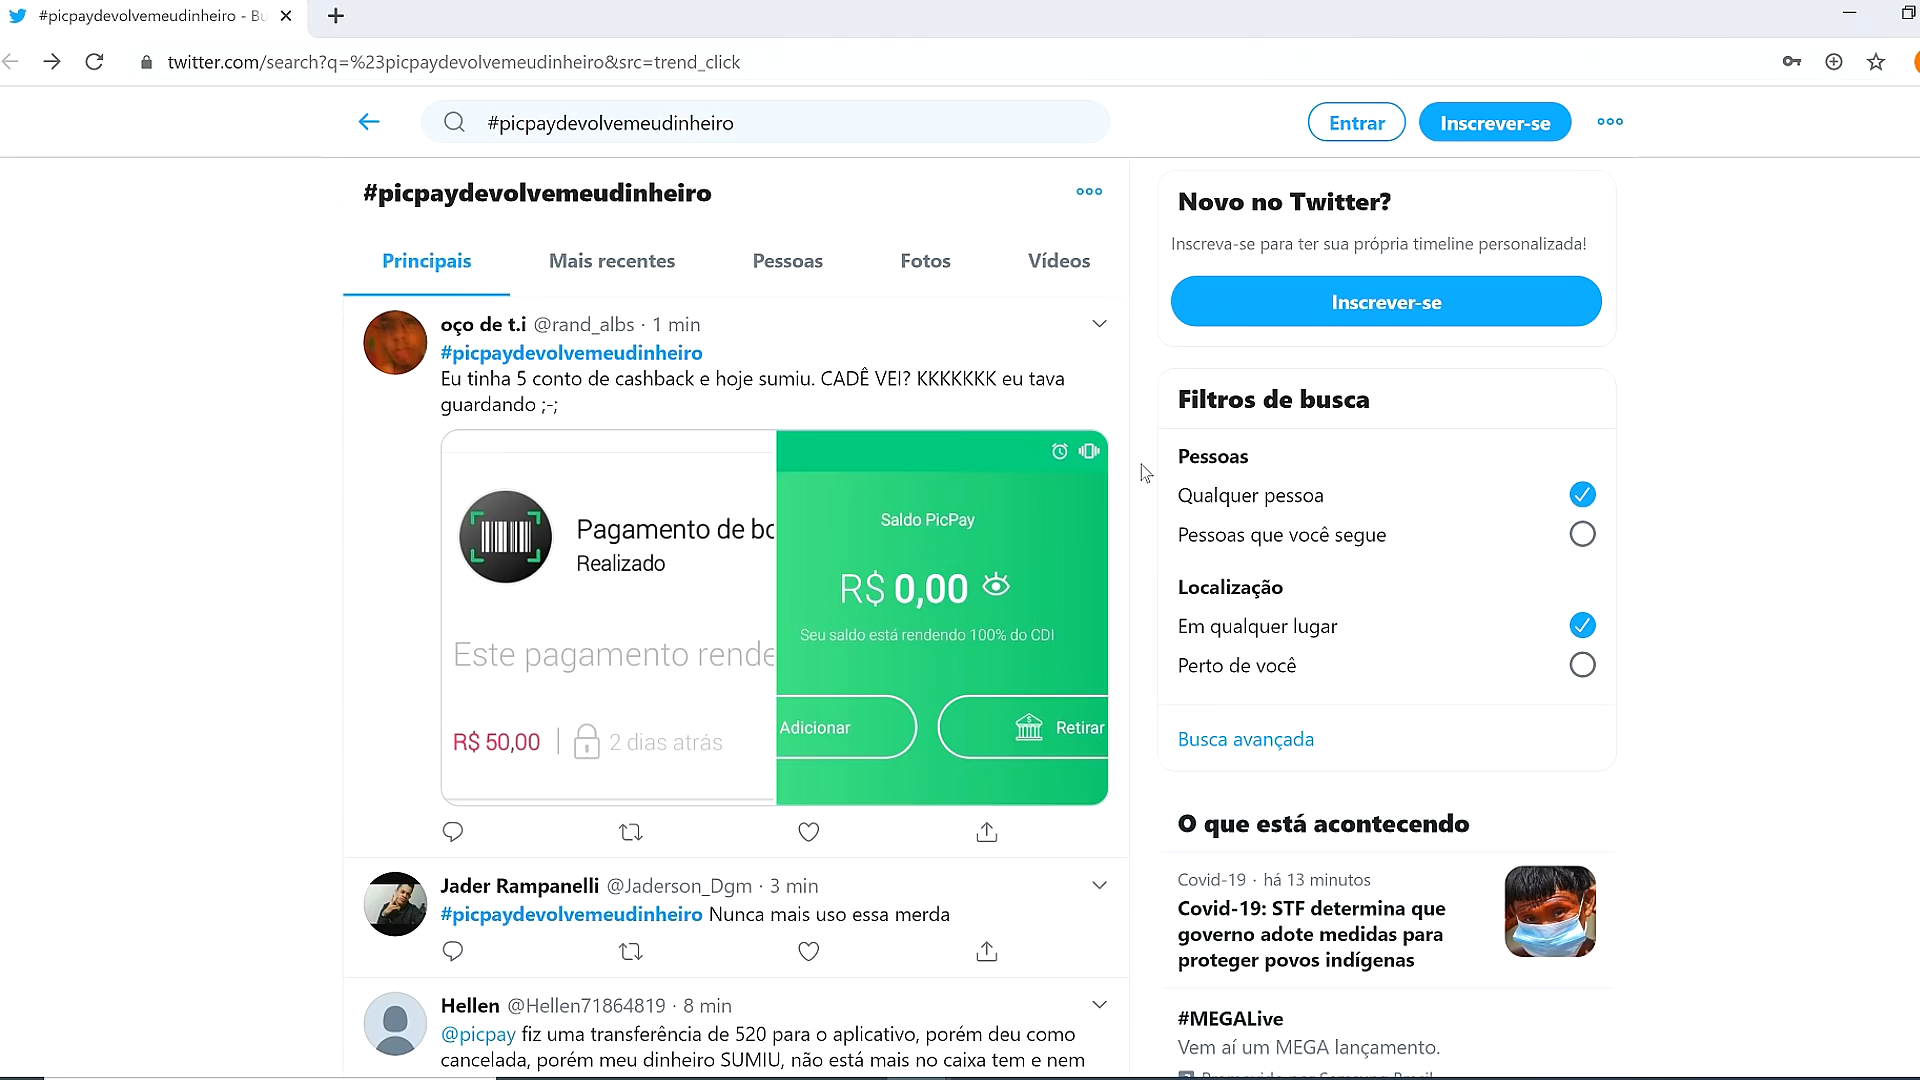 #picpaydevolvemeudinheiro - Bu
twitter.com/search?q=%23picpaydevolvemeudinheiro&src=trend_click
#picpaydevolvemeudinheiro
Entrar
Inscrever-se
#picpaydevolvemeudinheiro
Principais
Mais recentes
Pessoas
Fotos
Vídeos
oço de t.i @rand_albs · 1 min
#picpaydevolvemeudinheiro
Eu tinha 5 conto de cashback e hoje sumiu. CADÊ VEI? KKKKKKK eu tava
guardando ;-;
Pagamento de bo
Realizado
Este pagamento rende
R$ 50,00
2 dias atrás
Saldo PicPay
R$ 0,00
Seu saldo está rendendo 100% do CDI
Adicionar
Retirar
Jader Rampanelli @Jaderson_Dgm · 3 min
#picpaydevolvemeudinheiro Nunca mais uso essa merda
Hellen @Hellen71864819 · 8 min
@picpay fiz uma transferência de 520 para o aplicativo, porém deu como
cancelada, porém meu dinheiro SUMIU, não está mais no caixa tem e nem
Novo no Twitter?
Inscreva-se para ter sua própria timeline personalizada!
Inscrever-se
Filtros de busca
Pessoas
Qualquer pessoa
Pessoas que você segue
Localização
Em qualquer lugar
Perto de você
Busca avançada
O que está acontecendo
Covid-19 · há 13 minutos
Covid-19: STF determina que
governo adote medidas para
proteger povos indígenas
#MEGALive
Vem aí um MEGA lançamento.
Promovido por Samsung Brasil